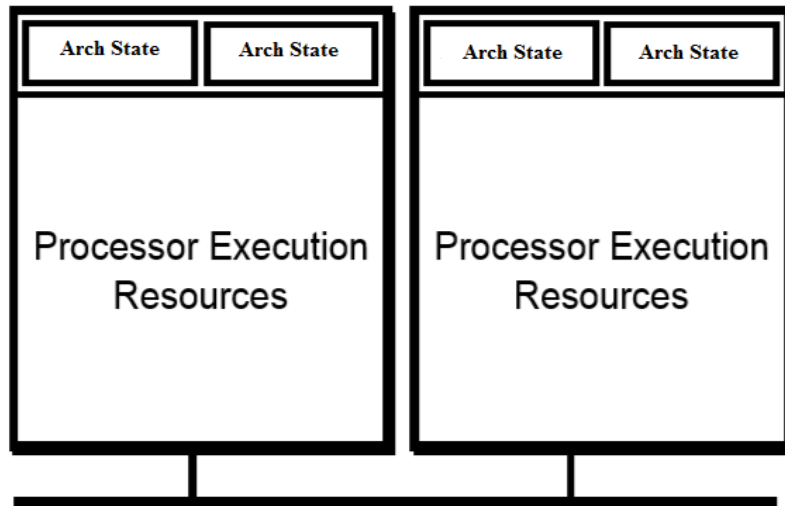 Arch State Arch State Arch State Arch State
Processor Execution Processor Execution
Resources Resources